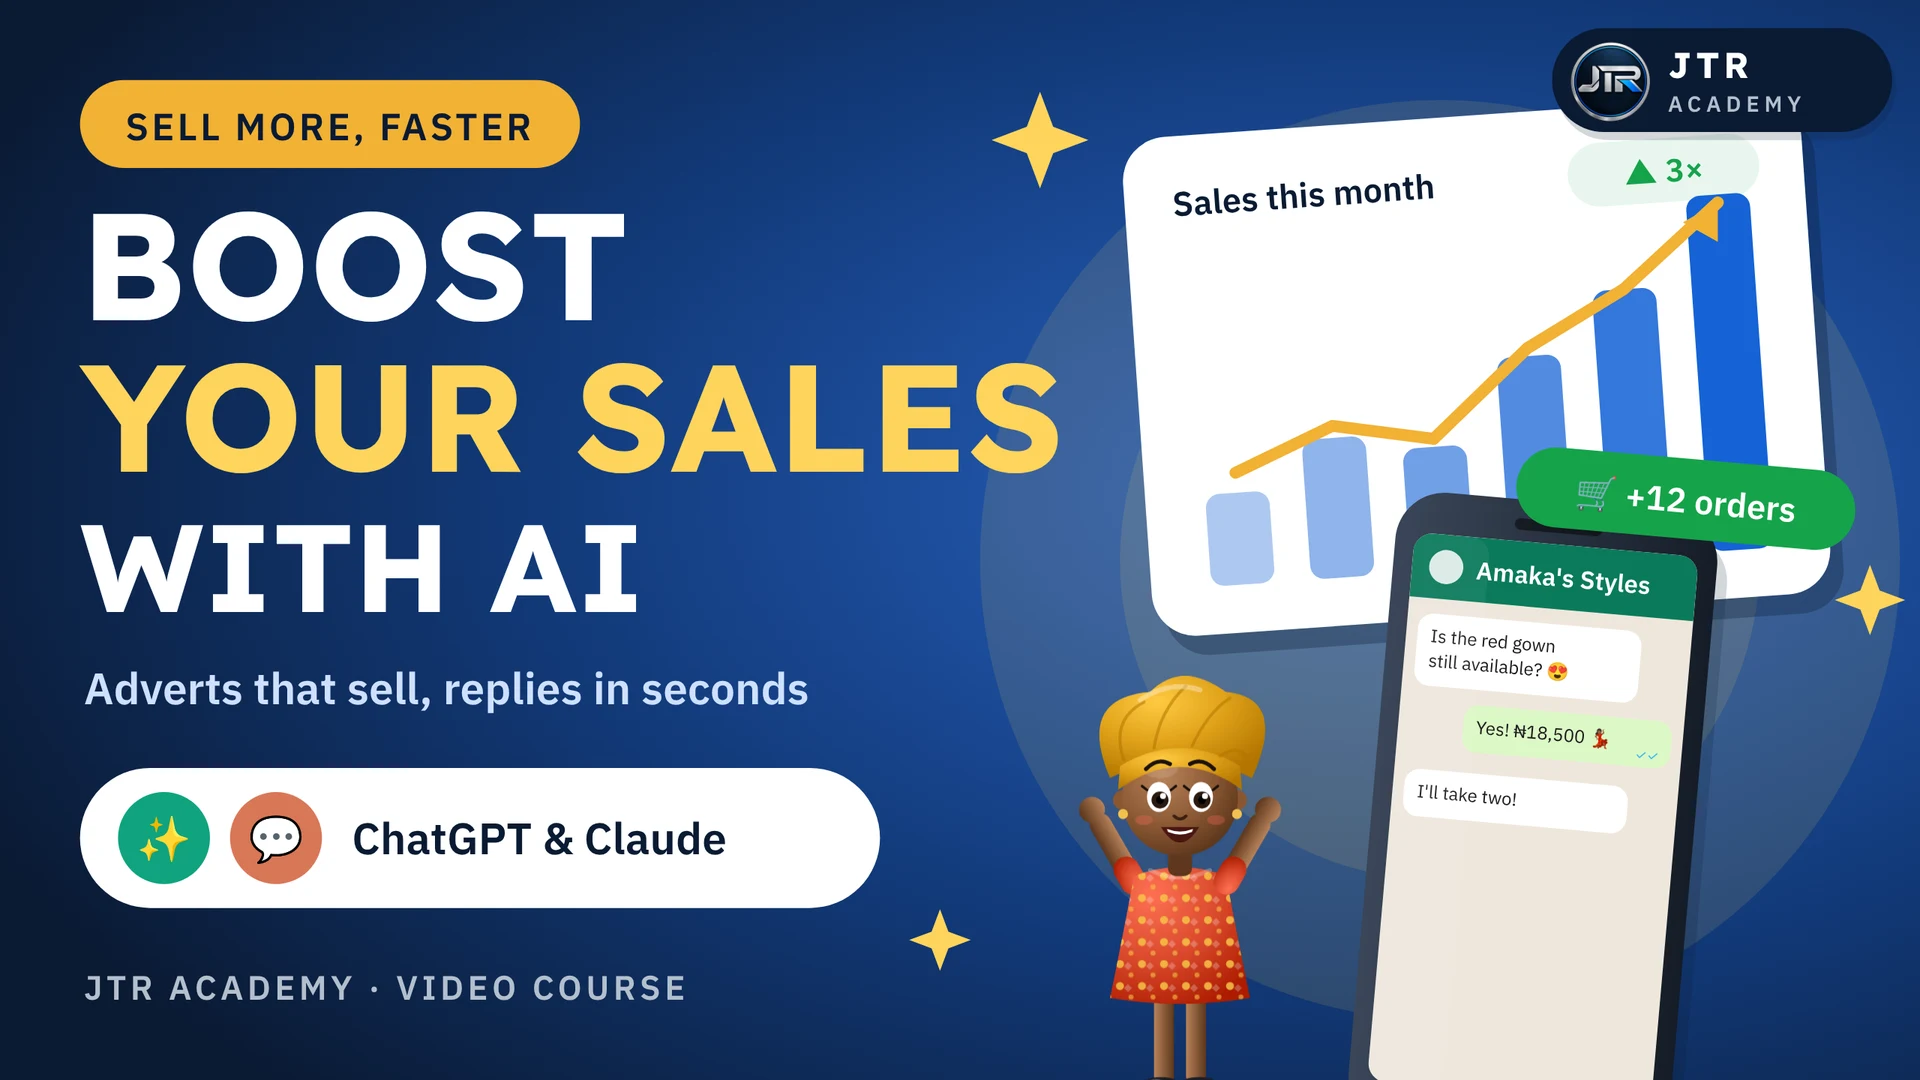 SELL MORE, FASTER
BOOST
YOUR SALES
WITH AI
Adverts that sell, replies in seconds
ChatGPT & Claude
JTR ACADEMY · VIDEO COURSE
JTR
JTR
ACADEMY
Sales this month
▲ 3×
🛒 +12 orders
Amaka's Styles
Is the red gown
still available? 😍
Yes! ₦18,500 💃
I'll take two!